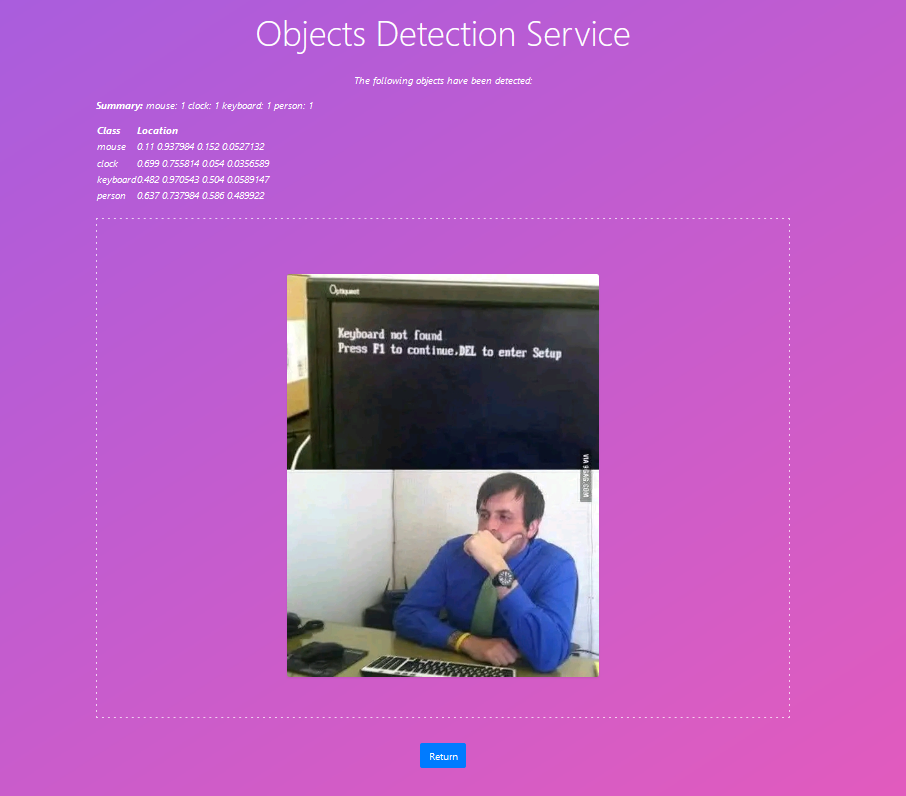 Objects Detection Service
The following objects have been detected:
Summary: mouse: 1 clock: 1 keyboard: 1 person: 1
Class Location
mouse 0.11 0.937984 0.152 0.0527132
clock 0.699 0.755814 0.054 0.0356589
keyboard 0.482 0.970543 0.504 0.0589147
person 0.637 0.737984 0.586 0.489922
Optiquest
Keyboard not found
Press F1 to continue,DEL to enter Setup
VIA 9GAG.COM
Return